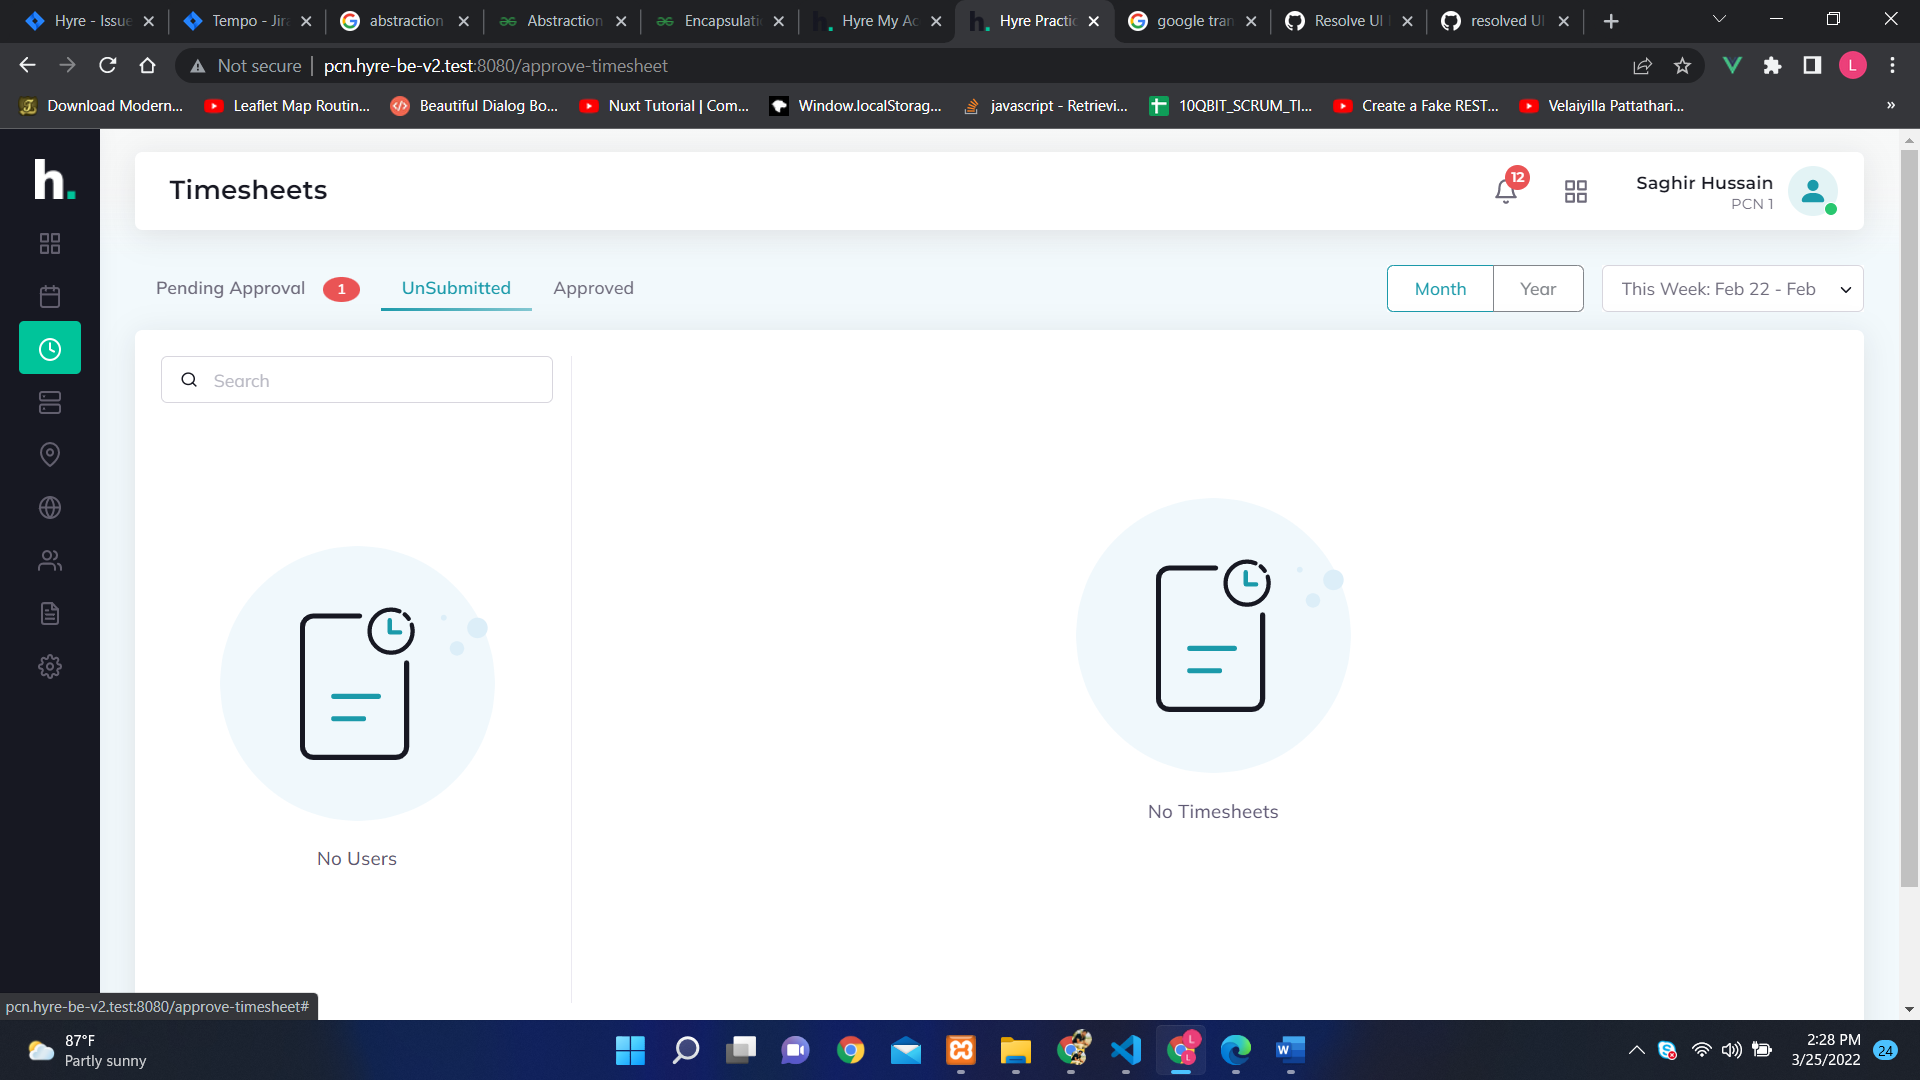 Hyre - Issue
Tempo - Jira
abstraction
Abstraction
Encapsulati
Hyre My Ac
Hyre Practic
google tran
Resolve UI
resolved UI
Not secure
pcn.hyre-be-v2.test:8080/approve-timesheet
L
Download Modern...
Leaflet Map Routin...
Beautiful Dialog Bo...
Nuxt Tutorial | Com...
Window.localStorag...
javascript - Retrievi...
10QBIT_SCRUM_TI...
Create a Fake REST...
Velaiyilla Pattathari...
»
h.
Timesheets
12
Saghir Hussain
PCN 1
Pending Approval 1
UnSubmitted
Approved
Month
Year
This Week: Feb 22 - Feb
Search
No Users
No Timesheets
pcn.hyre-be-v2.test:8080/approve-timesheet#
87°F
Partly sunny
2:28 PM
3/25/2022
24